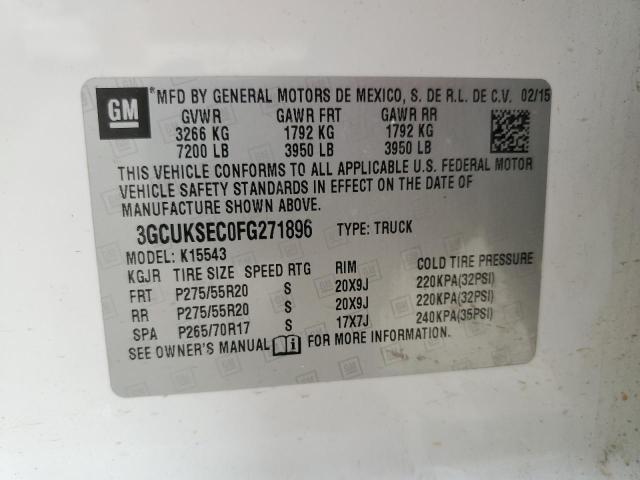 GM ® MFD BY GENERAL MOTORS DE MEXICO, S. DE R.L. DE C.V. 02/15
GVWR GAWR FRT GAWR RR
3266 KG 1792 KG 1792 KG
7200 LB 3950 LB 3950 LB
THIS VEHICLE CONFORMS TO ALL APPLICABLE U.S. FEDERAL MOTOR
VEHICLE SAFETY STANDARDS IN EFFECT ON THE DATE OF
MANUFACTURE SHOWN ABOVE.
3GCUKSEC0FG271896 TYPE: TRUCK
MODEL: K15543
KGJR TIRE SIZE SPEED RTG RIM COLD TIRE PRESSURE
FRT P275/55R20 S 20X9J 220KPA(32PSI)
RR P275/55R20 S 20X9J 220KPA(32PSI)
SPA P265/70R17 S 17X7J 240KPA(35PSI)
SEE OWNER'S MANUAL FOR MORE INFORMATION.